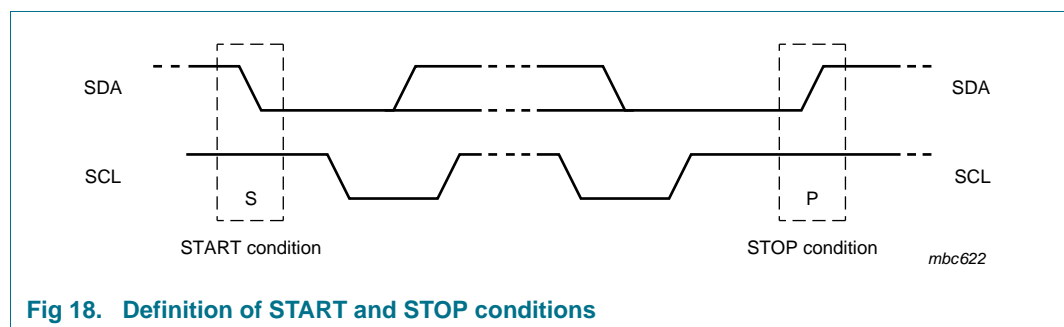 SDA
SDA
SCL
SCL
S
P
START condition
STOP condition
mbc622
Fig 18. Definition of START and STOP conditions